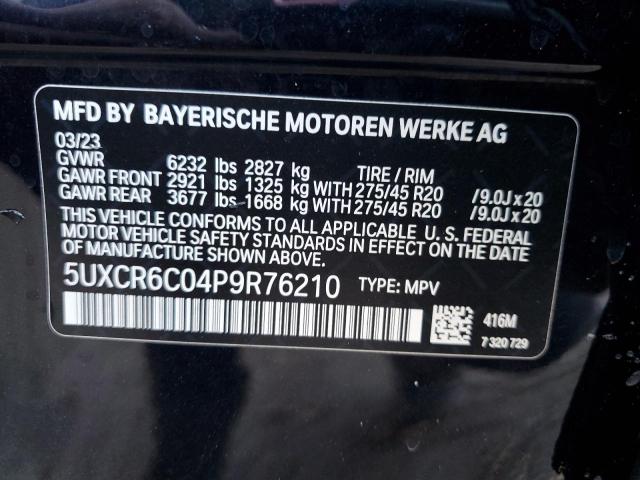 MFD BY BAYERISCHE MOTOREN WERKE AG
03/23
GVWR 6232 lbs 2827 kg TIRE / RIM
GAWR FRONT 2921 lbs 1325 kg WITH 275/45 R20 /9.0J x 20
GAWR REAR 3677 lbs 1668 kg WITH 275/45 R20 /9.0J x 20
THIS VEHICLE CONFORMS TO ALL APPLICABLE U. S. FEDERAL
MOTOR VEHICLE SAFETY STANDARDS IN EFFECT ON THE DATE
OF MANUFACTURE SHOWN ABOVE.
5UXCR6C04P9R76210 TYPE: MPV
416M
7 320 729